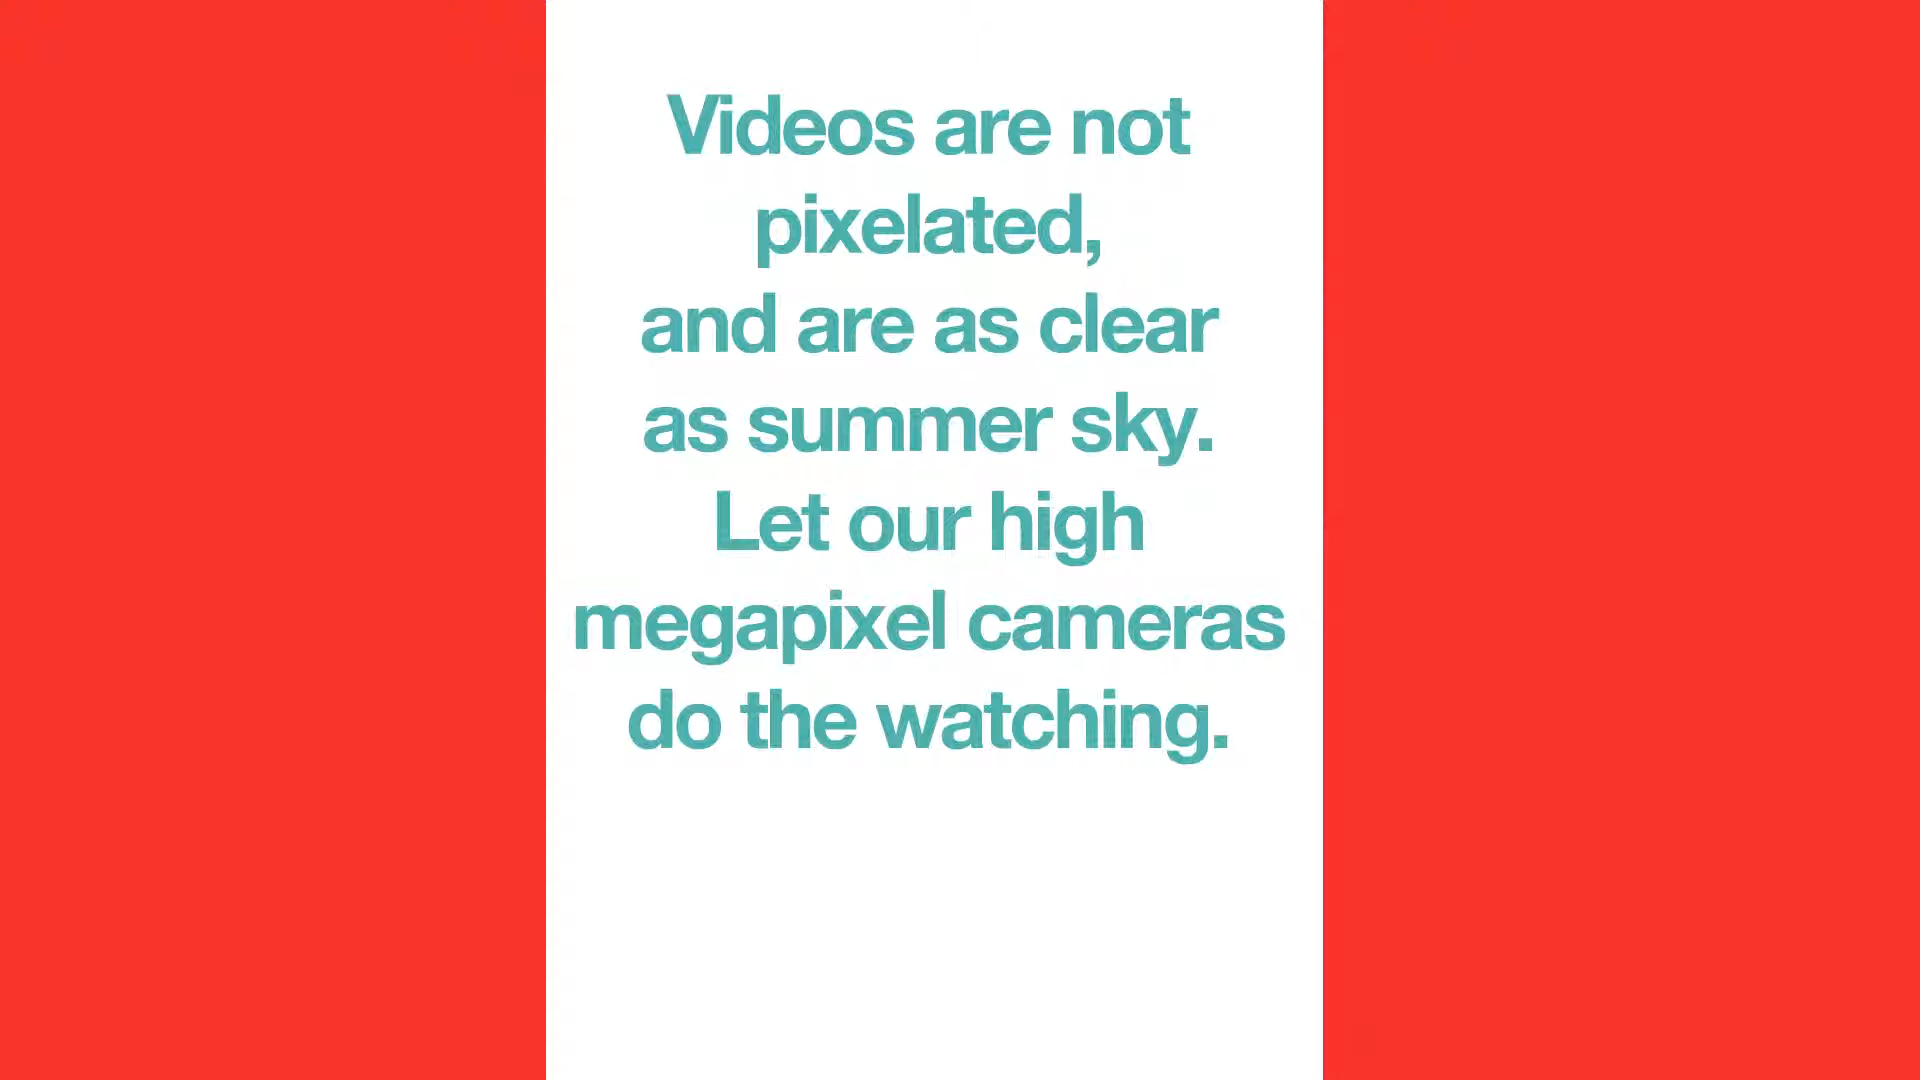 Videos are not
pixelated,
and are as clear
as summer sky.
Let our high
megapixel cameras
do the watching.